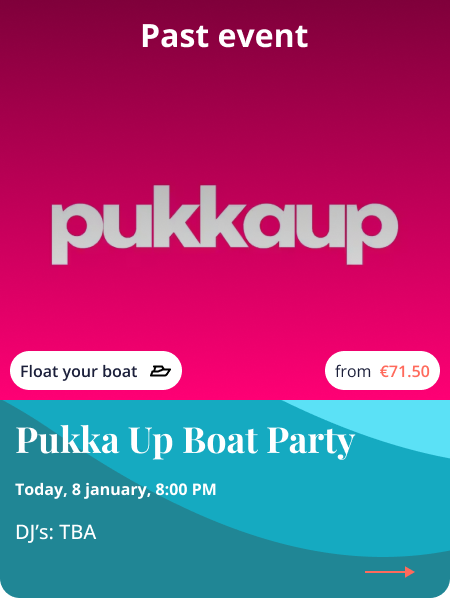 Past event
pukkaup
Float your boat
from €71.50
Pukka Up Boat Party
Today, 8 january, 8:00 PM
DJ’s: TBA